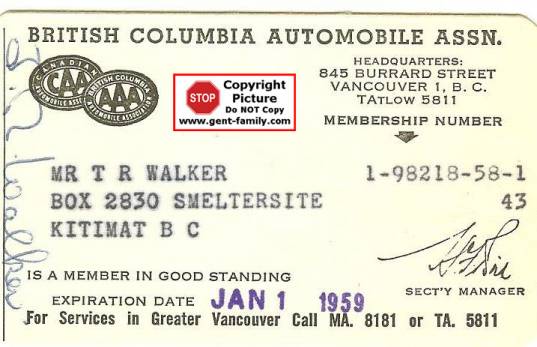 BRITISH COLUMBIA AUTOMOBILE ASSN.
CANADIAN
CAA
AUTOMOBILE ASSN
BRITISH COLUMBIA
AAA
AUTOMOBILE ASSOCIATION
STOP
Copyright
Picture
Do NOT Copy
www.gent-family.com
HEADQUARTERS:
845 BURRARD STREET
VANCOUVER 1, B. C.
TATLOW 5811
MEMBERSHIP NUMBER
MR T R WALKER 1-98218-58-1
BOX 2830 SMELTERSITE 43
KITIMAT B C
IS A MEMBER IN GOOD STANDING
SECT'Y MANAGER
EXPIRATION DATE JAN 1 1959
For Services in Greater Vancouver Call MA. 8181 or TA. 5811
Walker